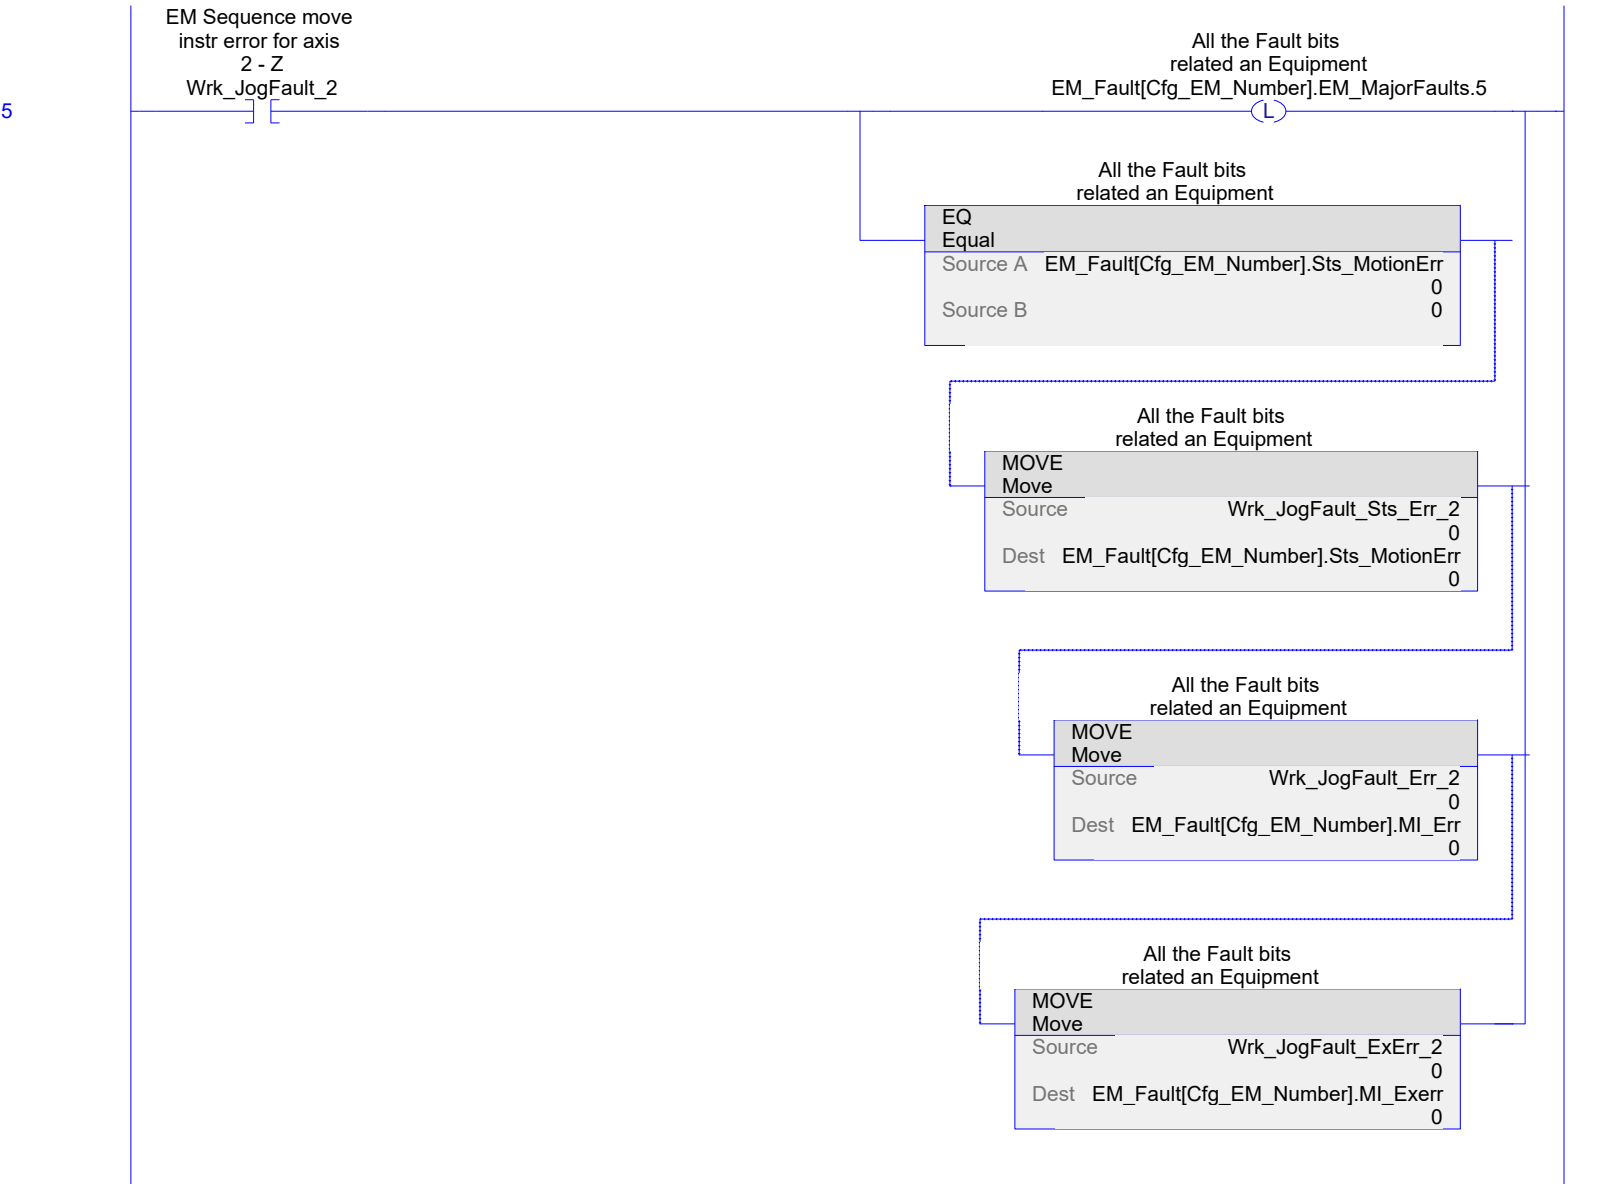 EM Sequence move
instr error for axis
2 - Z
Wrk_JogFault_2
All the Fault bits
related an Equipment
EM_Fault[Cfg_EM_Number].EM_MajorFaults.5
5
L
All the Fault bits
related an Equipment
EQ
Equal
Source A EM_Fault[Cfg_EM_Number].Sts_MotionErr
0
Source B 0
All the Fault bits
related an Equipment
MOVE
Move
Source Wrk_JogFault_Sts_Err_2
0
Dest EM_Fault[Cfg_EM_Number].Sts_MotionErr
0
All the Fault bits
related an Equipment
MOVE
Move
Source Wrk_JogFault_Err_2
0
Dest EM_Fault[Cfg_EM_Number].MI_Err
0
All the Fault bits
related an Equipment
MOVE
Move
Source Wrk_JogFault_ExErr_2
0
Dest EM_Fault[Cfg_EM_Number].MI_Exerr
0